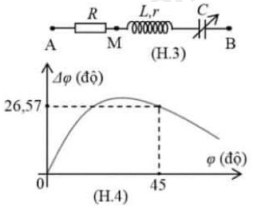 R L,r C
A M B
(H.3)
Δφ (độ)
26,57
φ (độ)
0 45
(H.4)